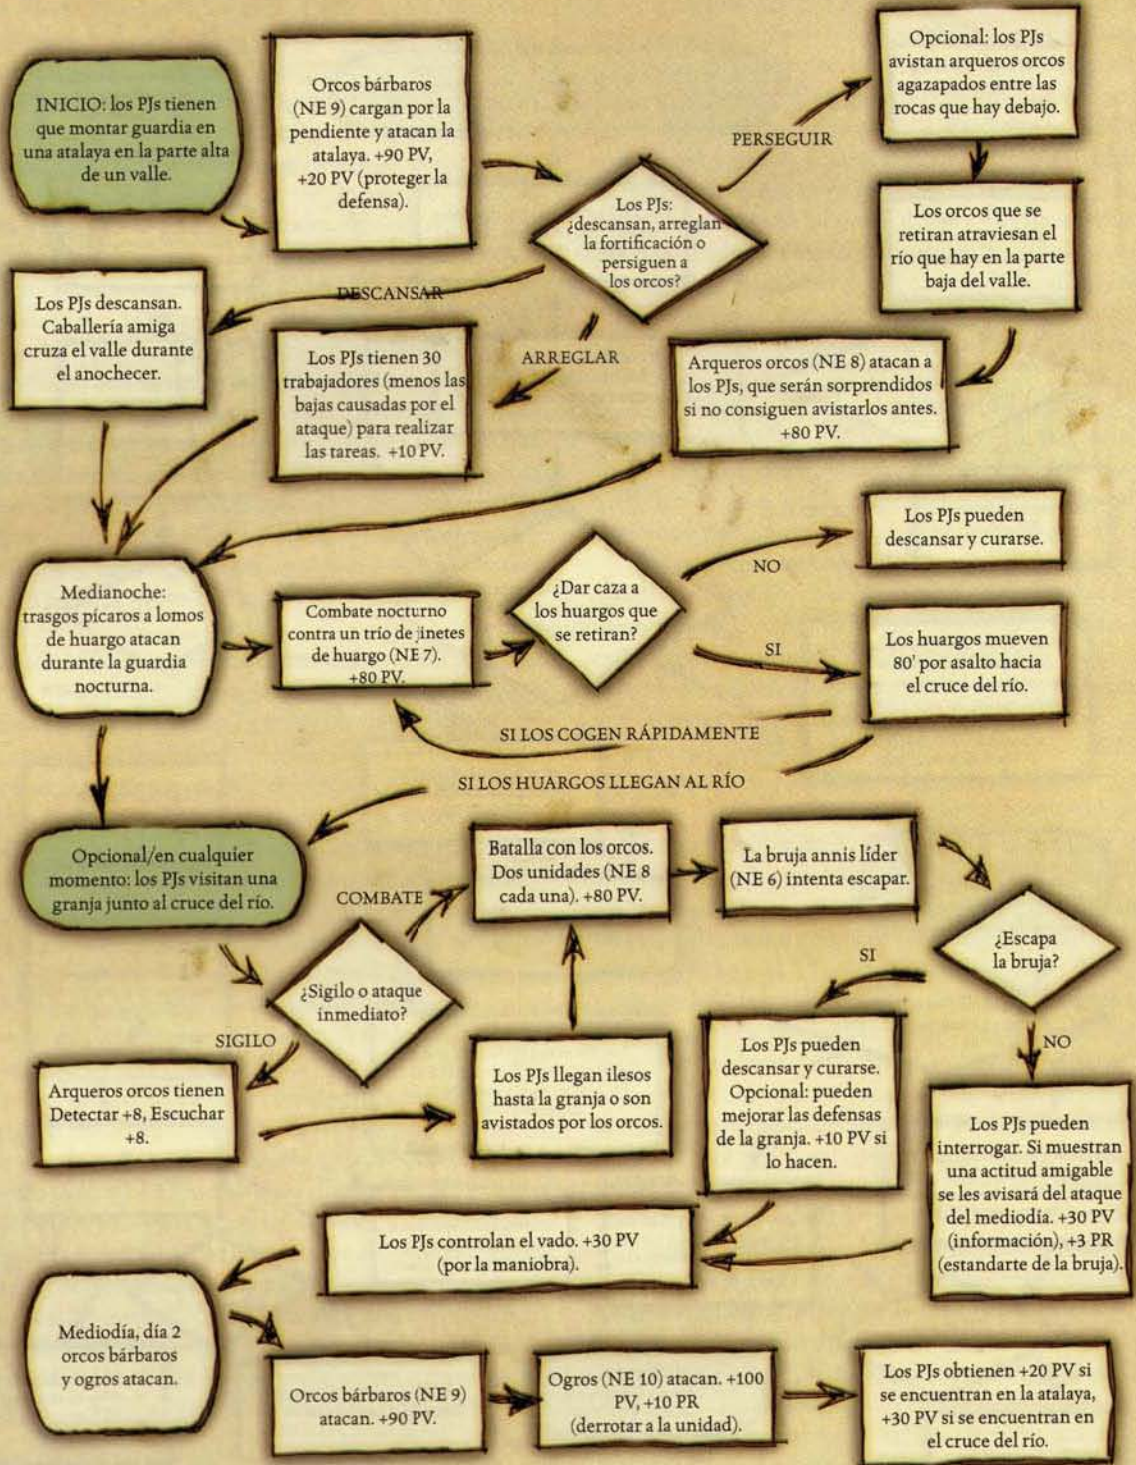 INICIO: los PJs tienen
que montar guardia en
una atalaya en la parte alta
de un valle.
Orcos bárbaros
(NE 9) cargan por la
pendiente y atacan la
atalaya. +90 PV,
+20 PV (proteger la
defensa).
Los PJs:
¿descansan, arreglan
la fortificación o
persiguen a
los orcos?
PERSEGUIR
Opcional: los PJs
avistan arqueros orcos
agazapados entre las
rocas que hay debajo.
Los orcos que se
retiran atraviesan el
río que hay en la parte
baja del valle.
Arqueros orcos (NE 8) atacan a
los PJs, que serán sorprendidos
si no consiguen avistarlos antes.
+80 PV.
DESCANSAR
Los PJs descansan.
Caballería amiga
cruza el valle durante
el anochecer.
ARREGLAR
Los PJs tienen 30
trabajadores (menos las
bajas causadas por el
ataque) para realizar
las tareas. +10 PV.
Medianoche:
trasgos pícaros a lomos
de huargo atacan
durante la guardia
nocturna.
Combate nocturno
contra un trío de jinetes
de huargo (NE 7).
+80 PV.
¿Dar caza a
los huargos que
se retiran?
NO
Los PJs pueden
descansar y curarse.
SI
Los huargos mueven
80' por asalto hacia
el cruce del río.
SI LOS COGEN RÁPIDAMENTE
SI LOS HUARGOS LLEGAN AL RÍO
Opcional/en cualquier
momento: los PJs visitan una
granja junto al cruce del río.
¿Sigilo o ataque
inmediato?
COMBATE
Batalla con los orcos.
Dos unidades (NE 8
cada una). +80 PV.
La bruja annis líder
(NE 6) intenta escapar.
¿Escapa
la bruja?
SIGILO
Arqueros orcos tienen
Detectar +8, Escuchar
+8.
Los PJs llegan ilesos
hasta la granja o son
avistados por los orcos.
SI
Los PJs pueden
descansar y curarse.
Opcional: pueden
mejorar las defensas
de la granja. +10 PV si
lo hacen.
NO
Los PJs pueden
interrogar. Si muestran
una actitud amigable
se les avisará del ataque
del mediodía. +30 PV
(información), +3 PR
(estandarte de la bruja).
Los PJs controlan el vado. +30 PV
(por la maniobra).
Mediodía, día 2
orcos bárbaros
y ogros atacan.
Orcos bárbaros (NE 9)
atacan. +90 PV.
Ogros (NE 10) atacan. +100
PV, +10 PR
(derrotar a la unidad).
Los PJs obtienen +20 PV si
se encuentran en la atalaya,
+30 PV si se encuentran en
el cruce del río.